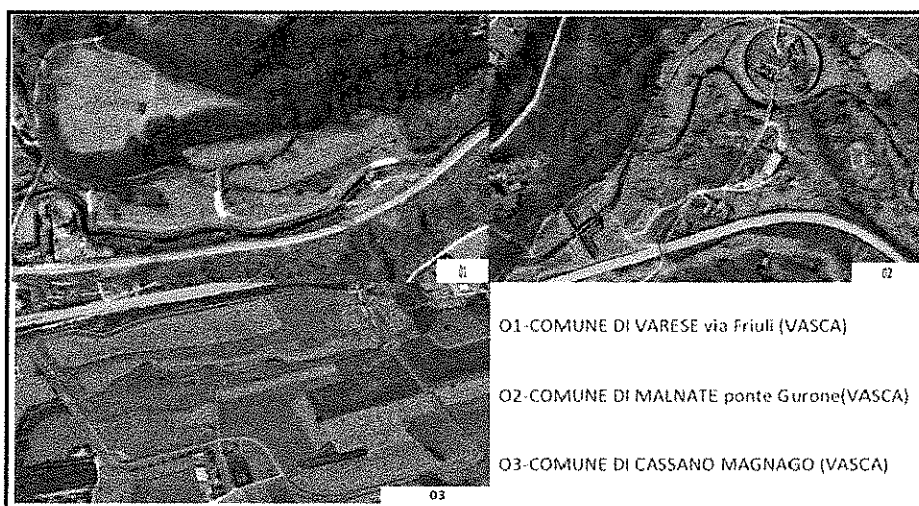 01
02
O1-COMUNE DI VARESE via Friuli (VASCA)
O2-COMUNE DI MALNATE ponte Gurone(VASCA)
O3-COMUNE DI CASSANO MAGNAGO (VASCA)
03